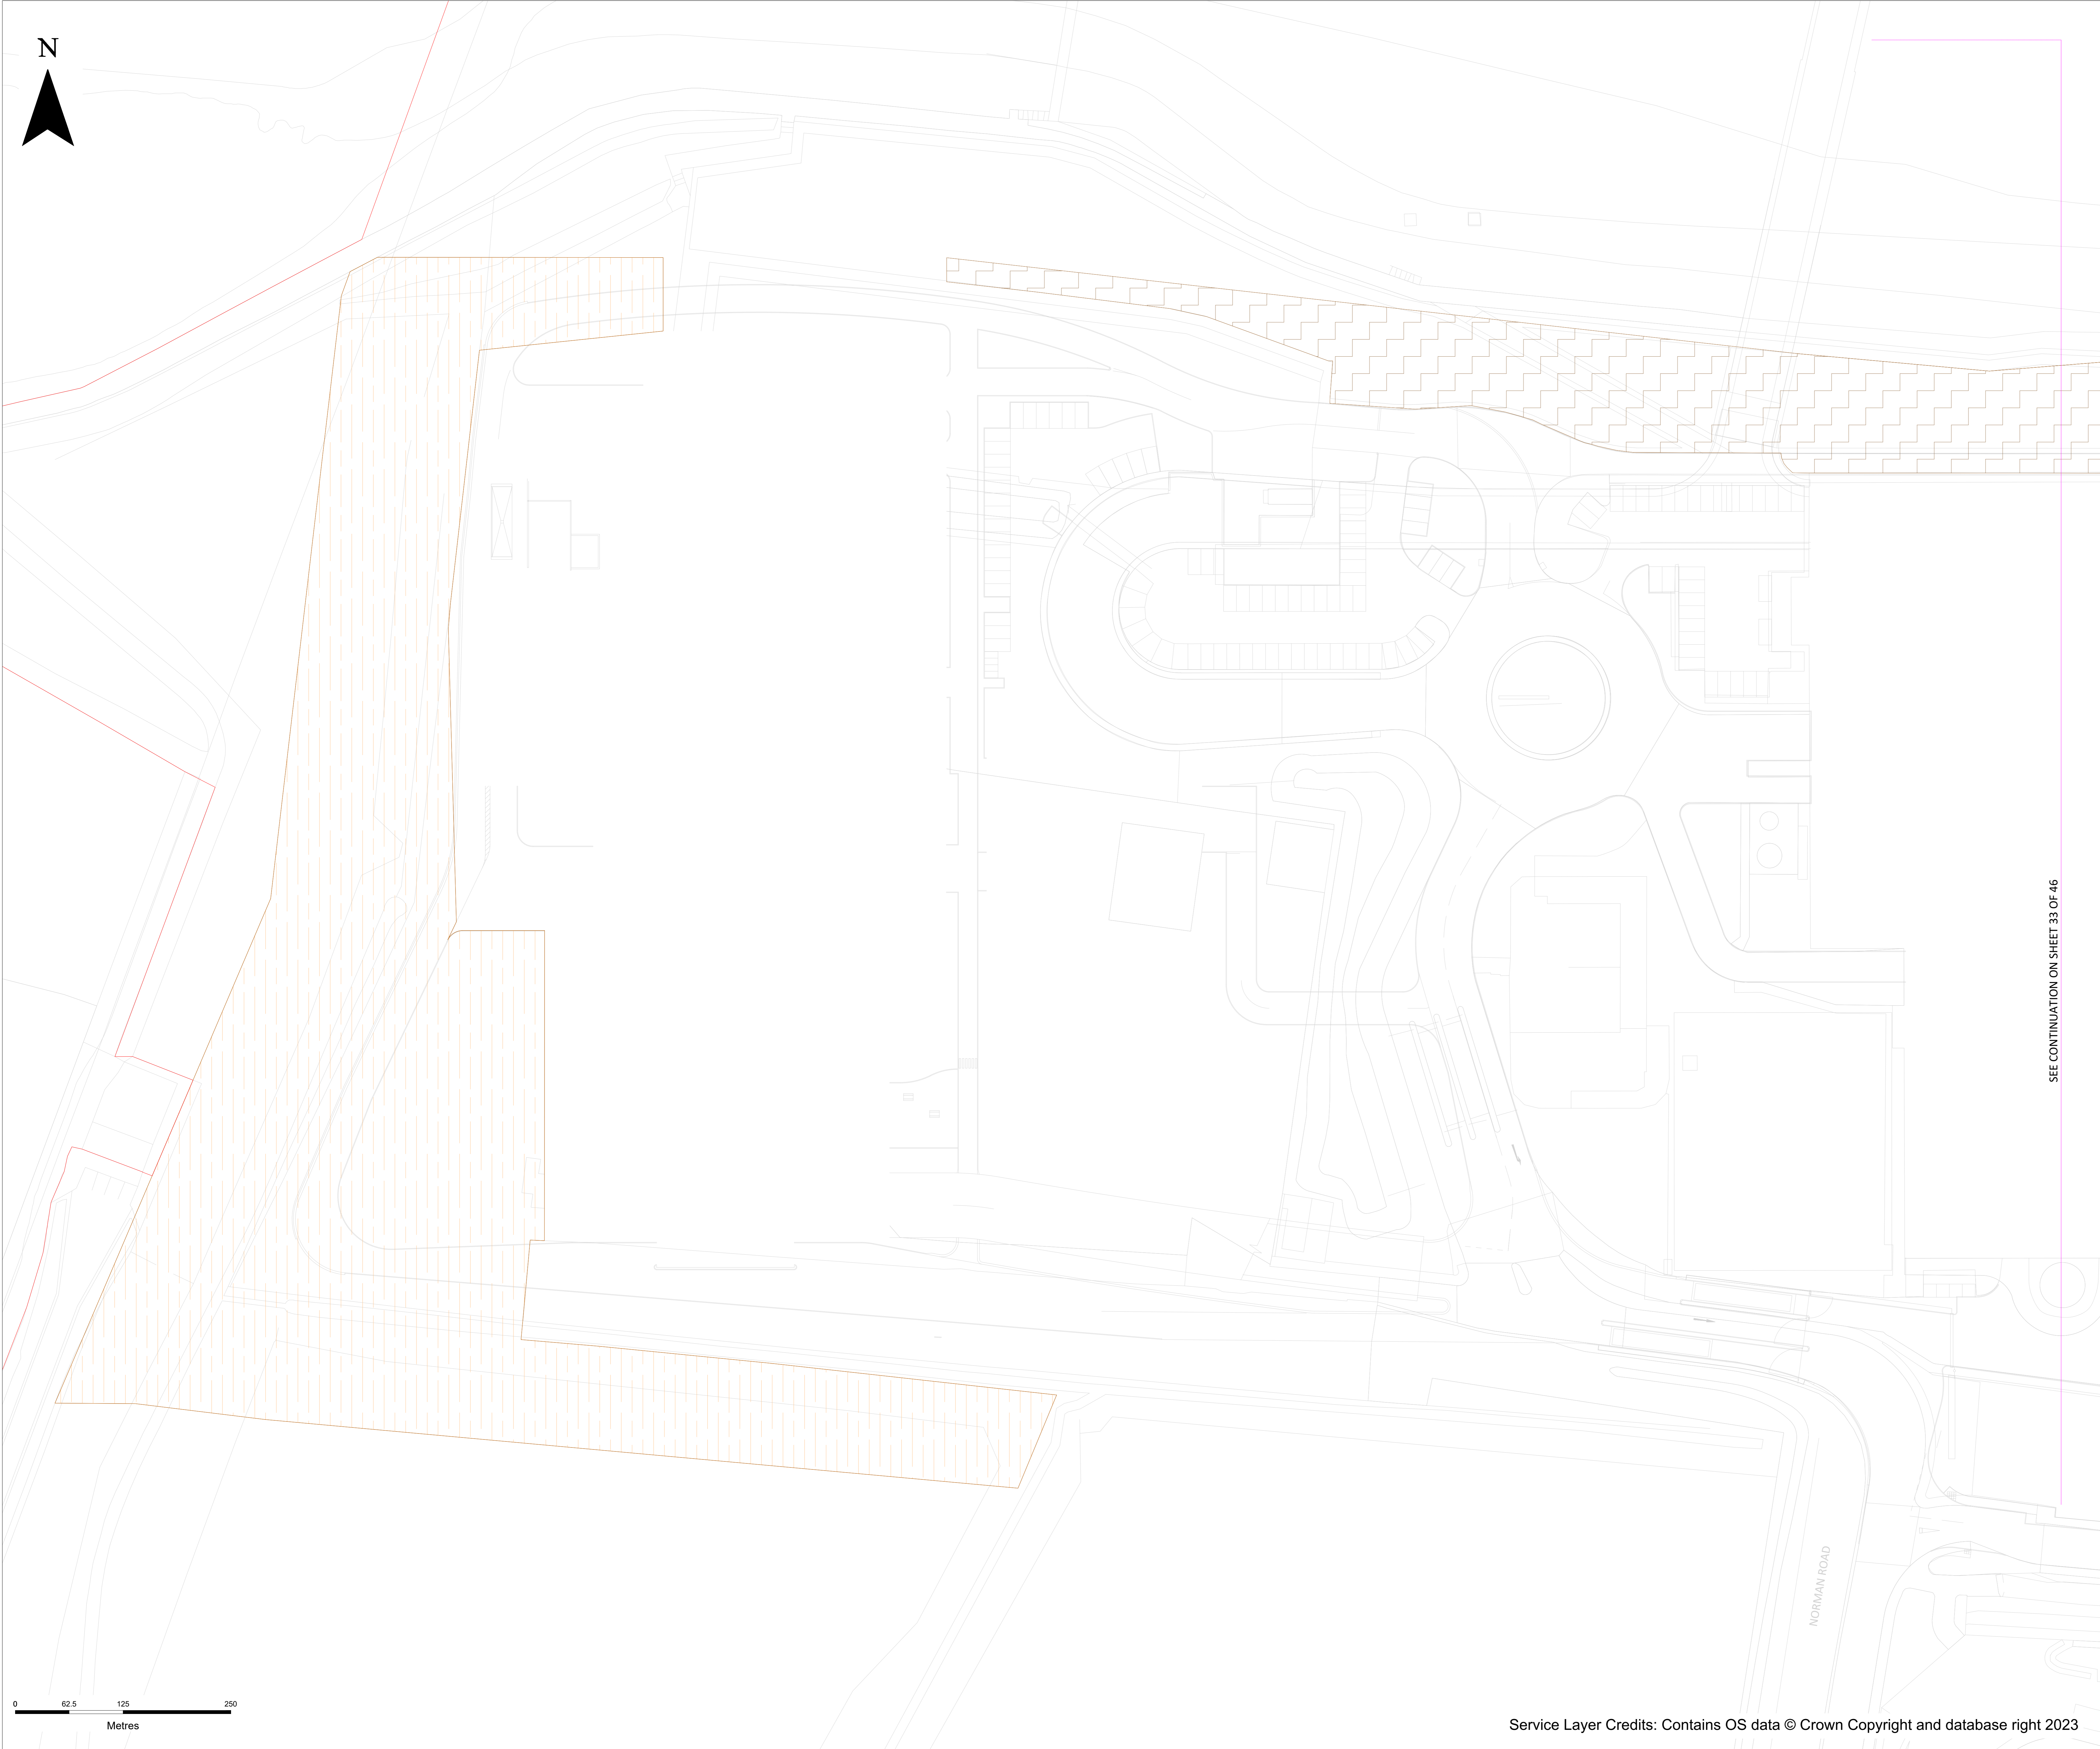 N
SEE CONTINUATION ON SHEET 33 OF 46
NORMAN ROAD
0 62.5 125 250
Metres
Service Layer Credits: Contains OS data © Crown Copyright and database right 2023